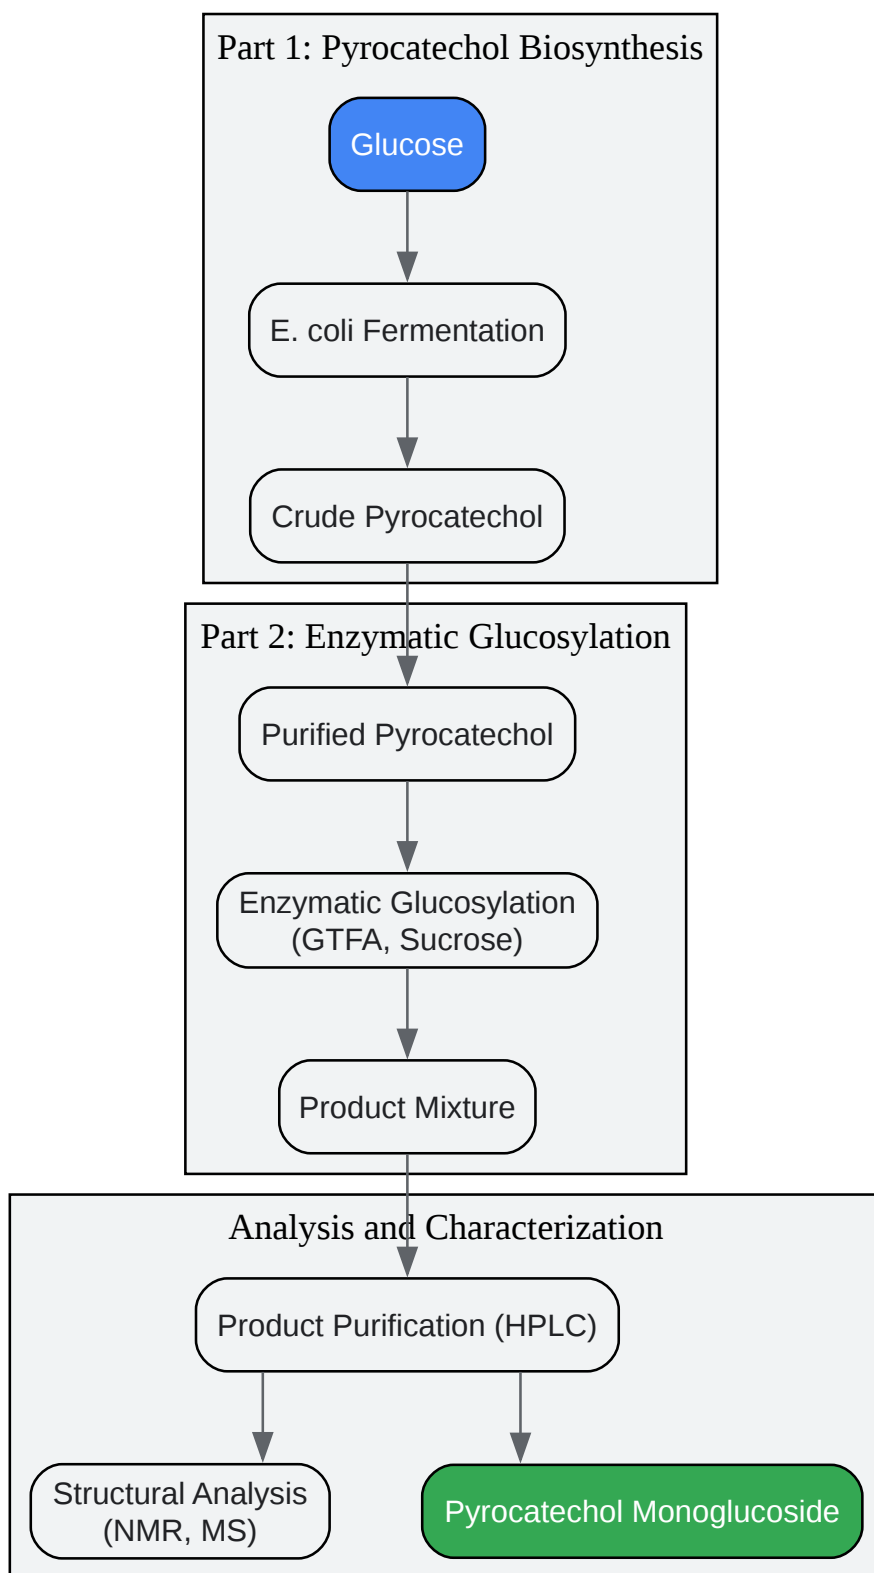 Part 1: Pyrocatechol Biosynthesis
Glucose
E. coli Fermentation
Crude Pyrocatechol
Part 2: Enzymatic Glucosylation
Purified Pyrocatechol
Enzymatic Glucosylation
(GTFA, Sucrose)
Product Mixture
Analysis and Characterization
Product Purification (HPLC)
Structural Analysis
(NMR, MS)
Pyrocatechol Monoglucoside